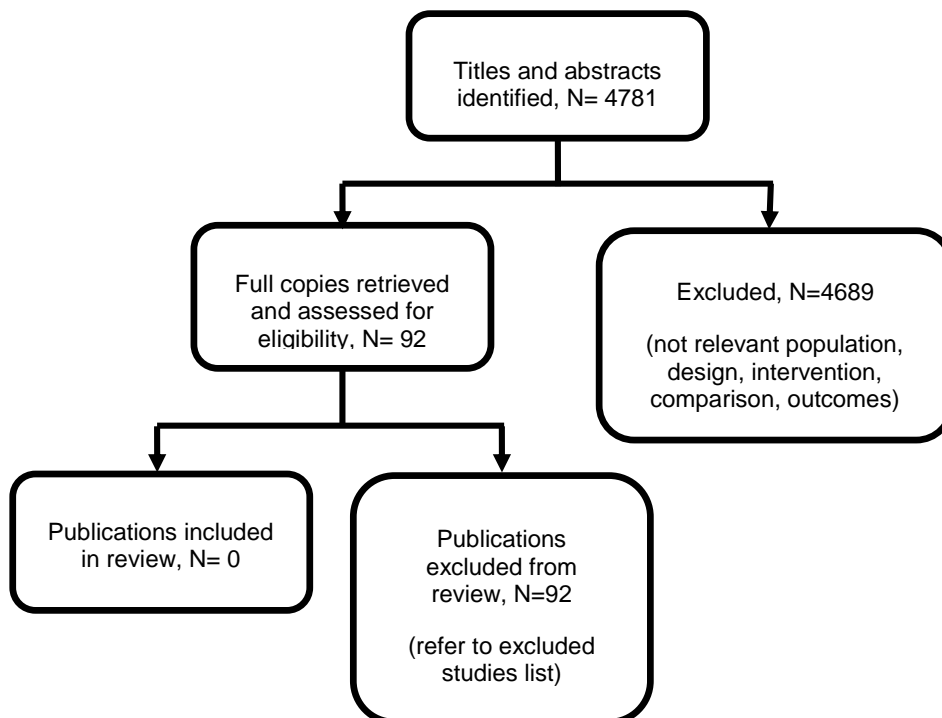 Titles and abstracts
identified, N= 4781
Full copies retrieved
and assessed for
eligibility, N= 92
Excluded, N=4689
(not relevant population,
design, intervention,
comparison, outcomes)
Publications included
in review, N= 0
Publications
excluded from
review, N=92
(refer to excluded
studies list)